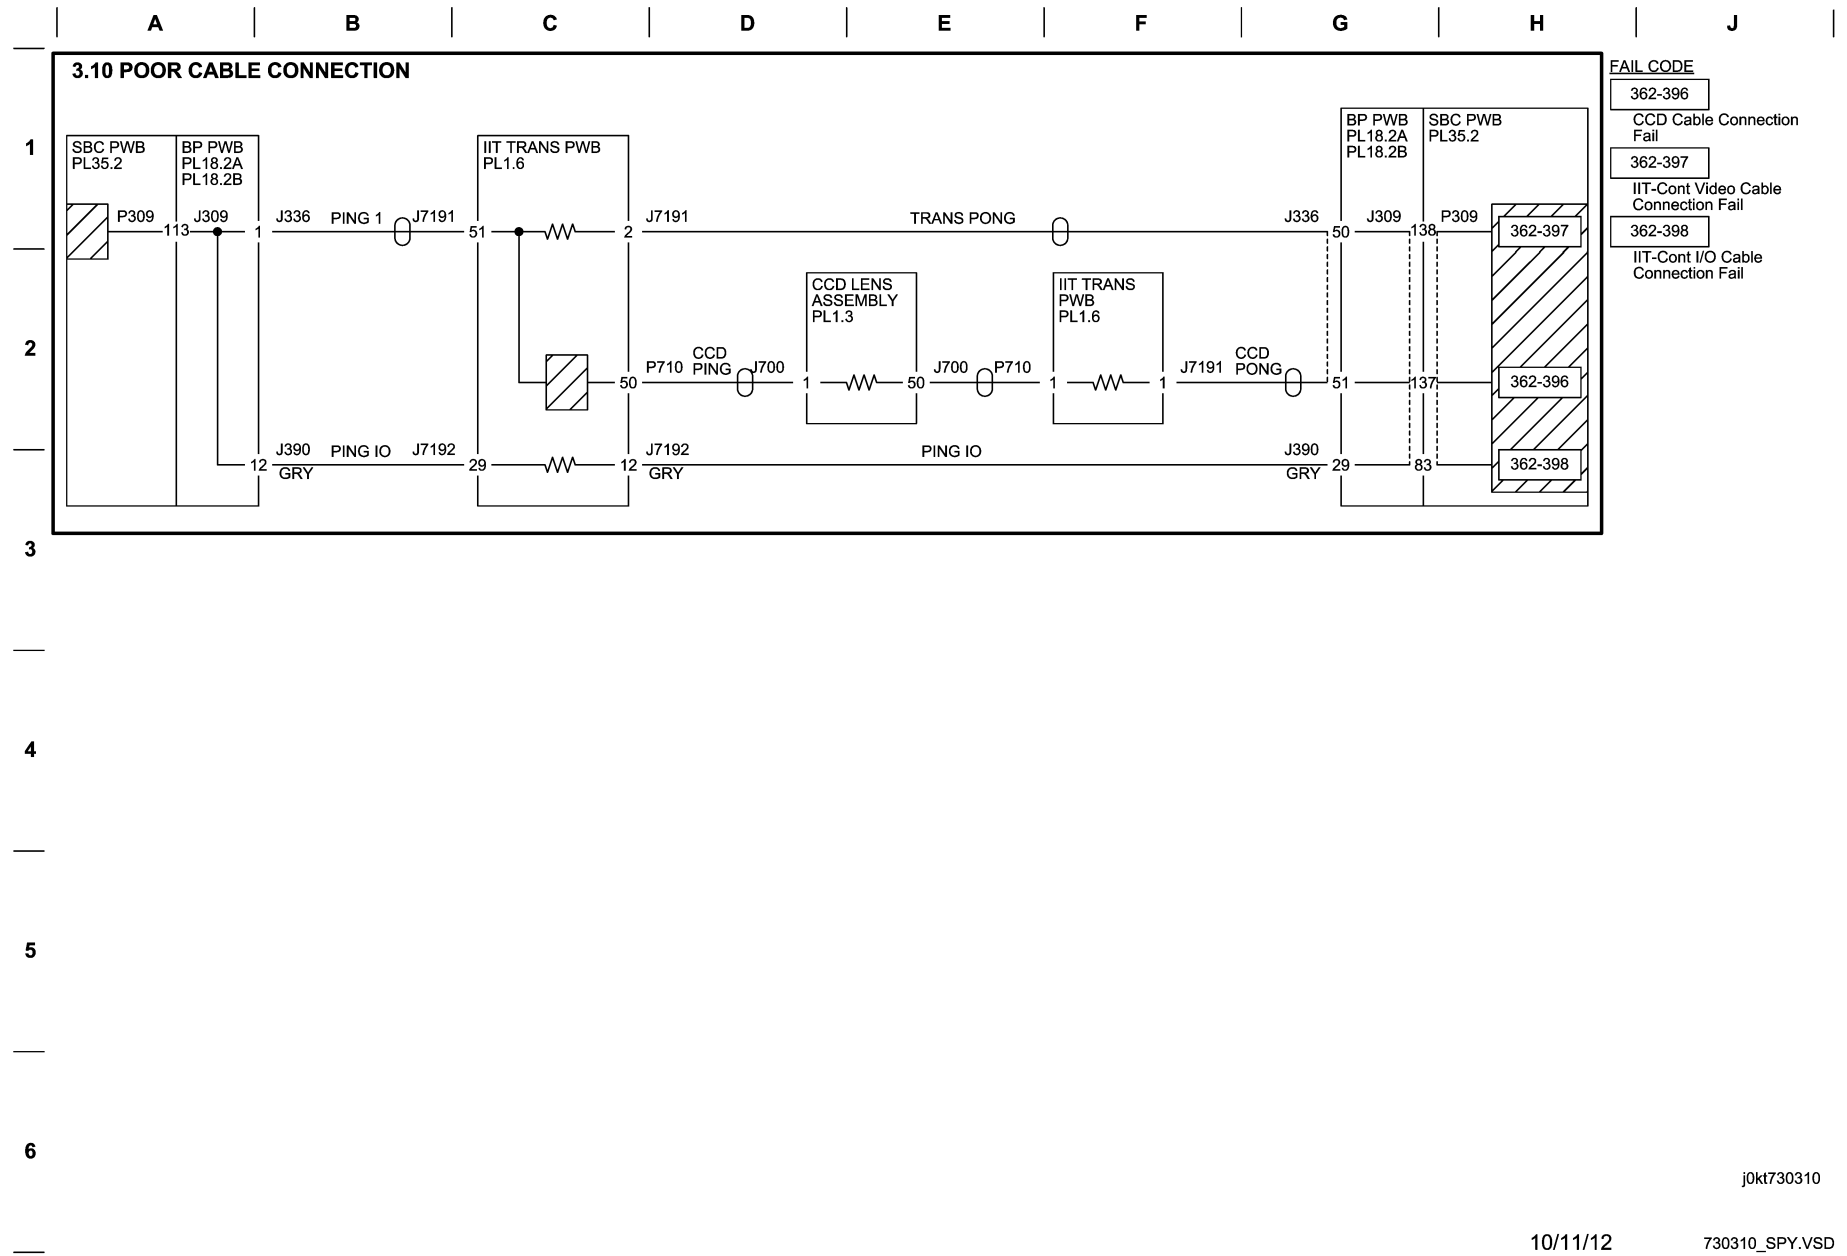 A B C D E F G H J
3.10 POOR CABLE CONNECTION
FAIL CODE
362-396
CCD Cable Connection
Fail
362-397
IIT-Cont Video Cable
Connection Fail
362-398
IIT-Cont I/O Cable
Connection Fail
1
SBC PWB
PL35.2
BP PWB
PL18.2A
PL18.2B
IIT TRANS PWB
PL1.6
BP PWB
PL18.2A
PL18.2B
SBC PWB
PL35.2
P309 J309 J336 PING 1 J7191 J7191 TRANS PONG J336 J309 P309
113 1 51 2 50 138 362-397
2
CCD LENS
ASSEMBLY
PL1.3
IIT TRANS
PWB
PL1.6
P710 CCD
PING J700 J700 P710 J7191 CCD
PONG
50 1 50 1 1 51 137 362-396
J390 PING IO J7192 J7192 PING IO J390
12 29 12 29 83 362-398
GRY GRY GRY
3
4
5
6
j0kt730310
10/11/12 730310_SPY.VSD